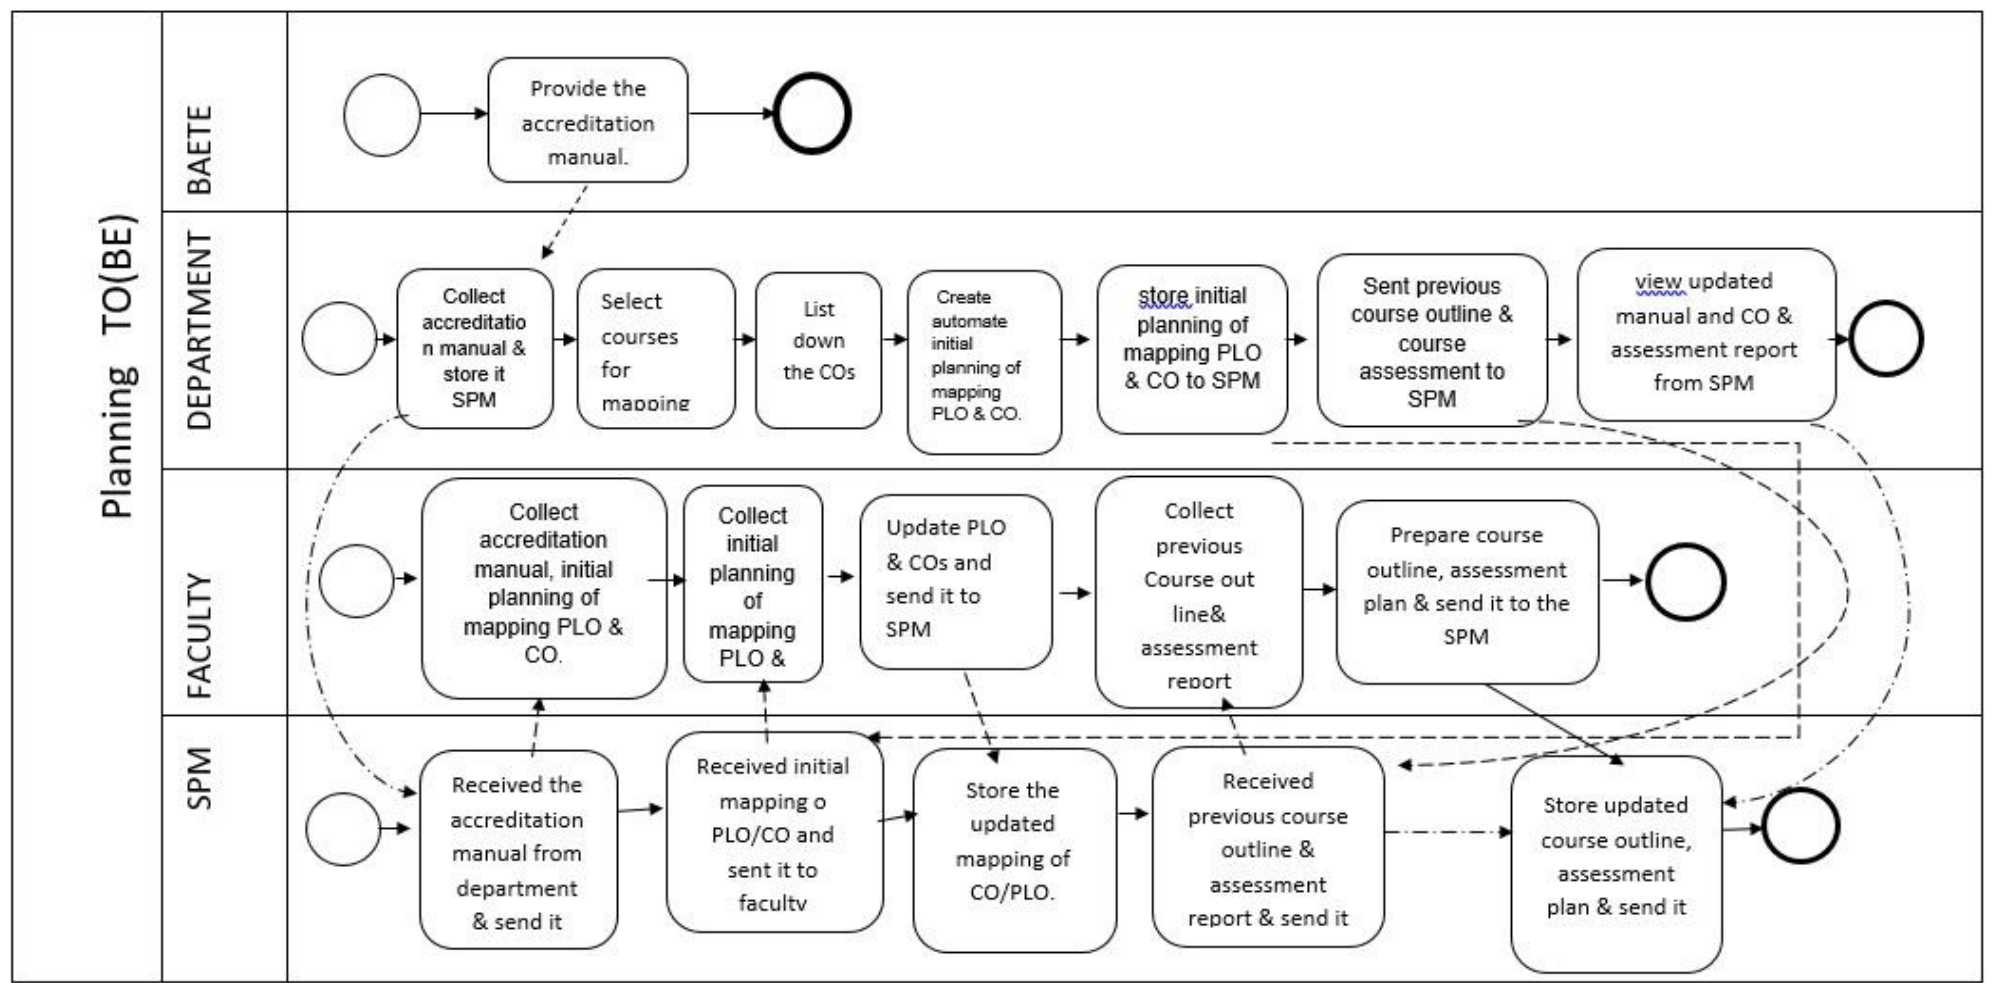 Planning TO(BE)
BAETE
Provide the
accreditation
manual.
DEPARTMENT
Collect
accreditatio
n manual &
store it
SPM
Select
courses
for
mapping
List
down
the COs
Create
automate
initial
planning of
mapping
PLO & CO.
store initial
planning of
mapping PLO
& CO to SPM
Sent previous
course outline &
course
assessment to
SPM
view updated
manual and CO &
assessment report
from SPM
FACULTY
Collect
accreditation
manual, initial
planning of
mapping PLO &
CO.
Collect
initial
planning
of
mapping
PLO &
Update PLO
& COs and
send it to
SPM
Collect
previous
Course out
line&
assessment
report
Prepare course
outline, assessment
plan & send it to the
SPM
SPM
Received the
accreditation
manual from
department
& send it
Received initial
mapping o
PLO/CO and
sent it to
faculty
Store the
updated
mapping of
CO/PLO.
Received
previous course
outline &
assessment
report & send it
Store updated
course outline,
assessment
plan & send it